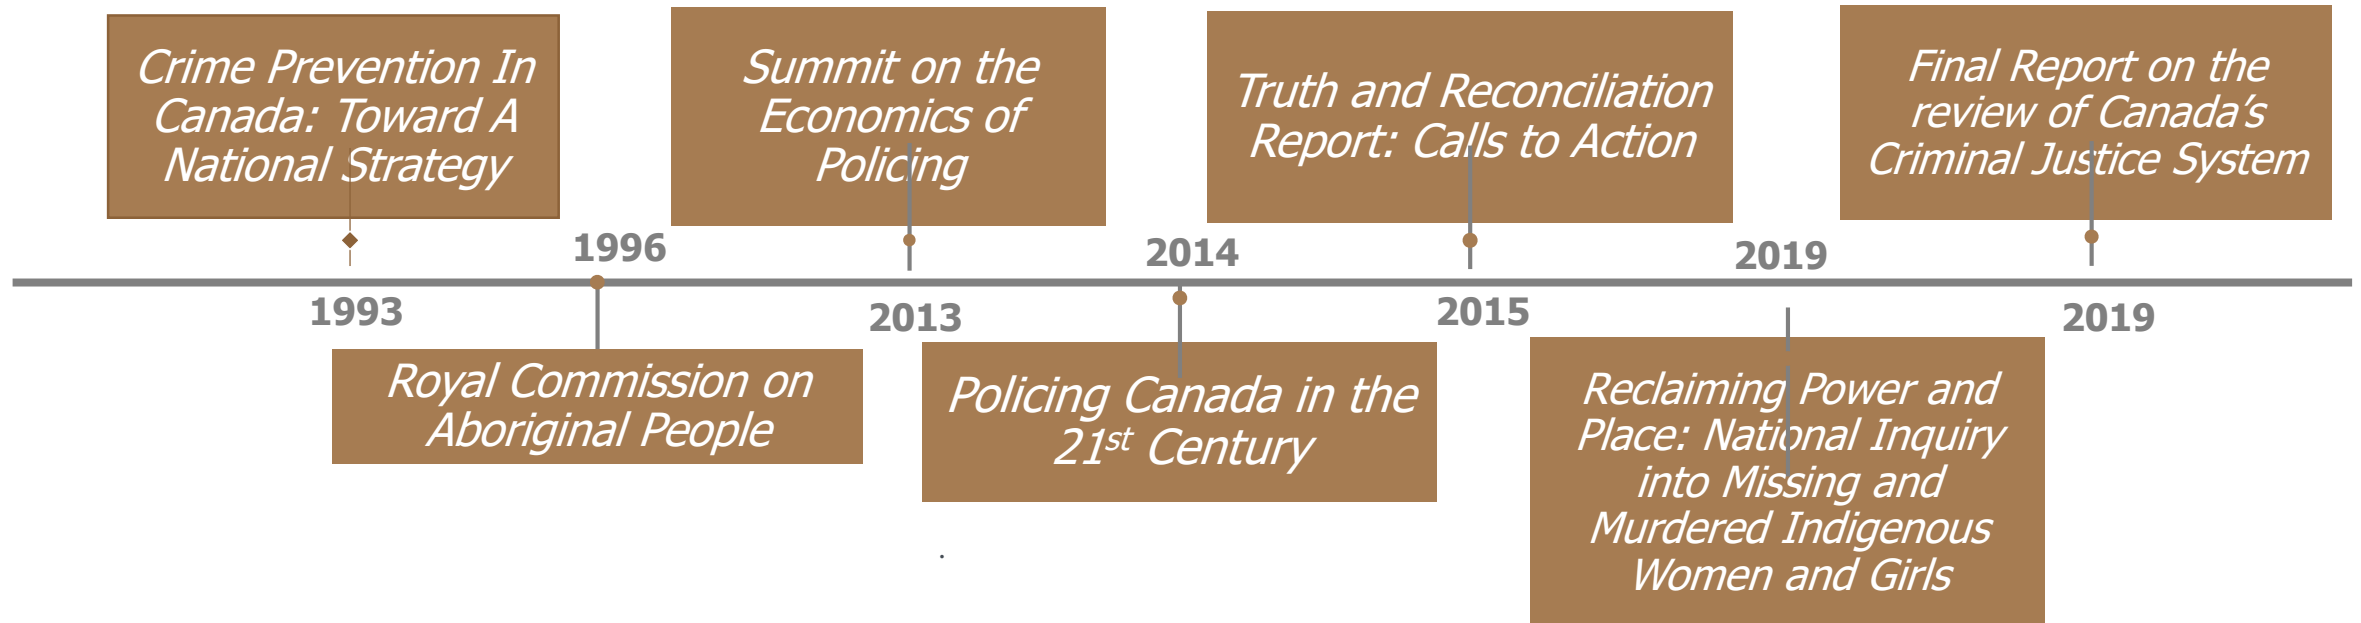 Crime Prevention In
Canada: Toward A
National Strategy
1993
1996
Royal Commission on
Aboriginal People
Summit on the
Economics of
Policing
2013
2014
Policing Canada in the
21st Century
Truth and Reconciliation
Report: Calls to Action
2015
2019
Reclaiming Power and
Place: National Inquiry
into Missing and
Murdered Indigenous
Women and Girls
Final Report on the
review of Canada’s
Criminal Justice System
2019
.